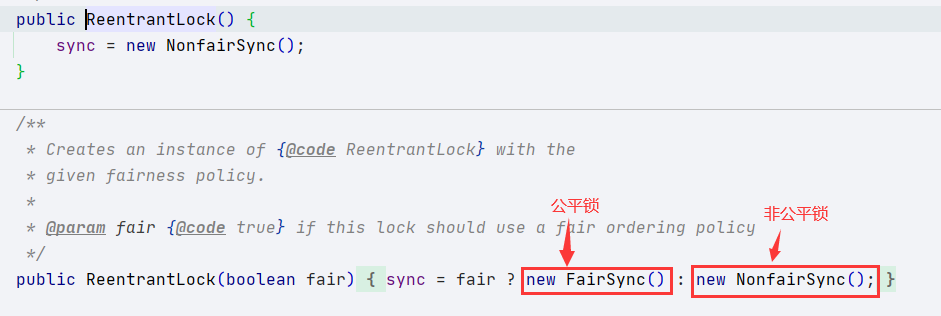 public ReentrantLock() {
sync = new NonfairSync();
}
/**
* Creates an instance of {@code ReentrantLock} with the
* given fairness policy.
*
* @param fair {@code true} if this lock should use a fair ordering policy
*/
公平锁
非公平锁
public ReentrantLock(boolean fair) { sync = fair ? new FairSync() : new NonfairSync(); }